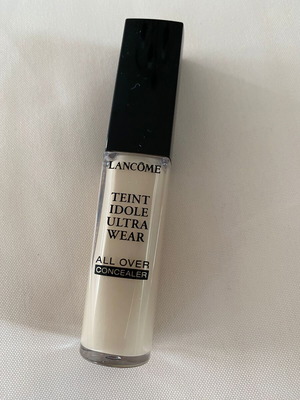 LANCÔME
TEINT
IDOLE
ULTRA
WEAR
ALL OVER
CONCEALER